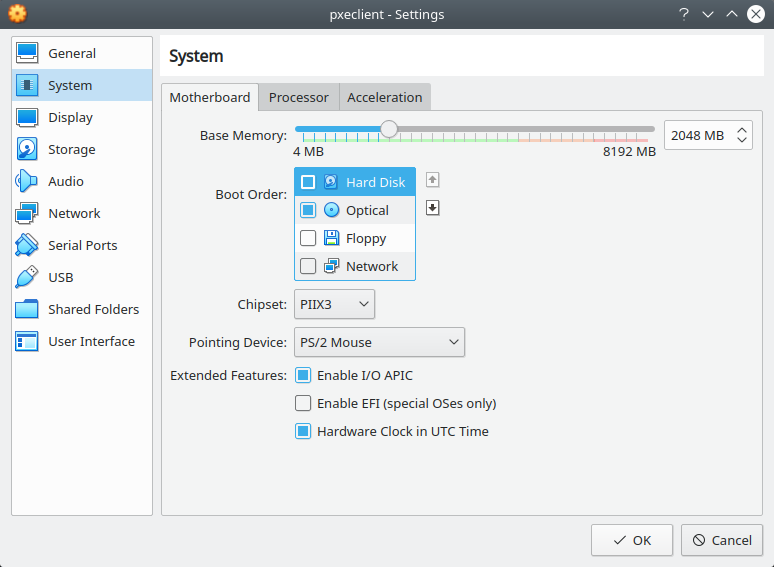 pxeclient - Settings
General
System
Display
Storage
Audio
Network
Serial Ports
USB
Shared Folders
User Interface
System
Motherboard Processor Acceleration
Base Memory: 2048 MB
4 MB 8192 MB
Boot Order:
Hard Disk
Optical
Floppy
Network
Chipset: PIIX3
Pointing Device: PS/2 Mouse
Extended Features: Enable I/O APIC
Enable EFI (special OSes only)
Hardware Clock in UTC Time
OK Cancel